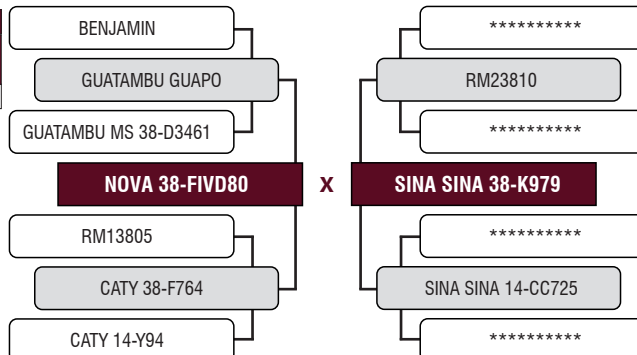 BENJAMIN
GUATAMBU GUAPO
GUATAMBU MS 38-D3461
NOVA 38-FIVD80
RM13805
CATY 38-F764
CATY 14-Y94
X
**********
RM23810
**********
SINA SINA 38-K979
**********
SINA SINA 14-CC725
**********